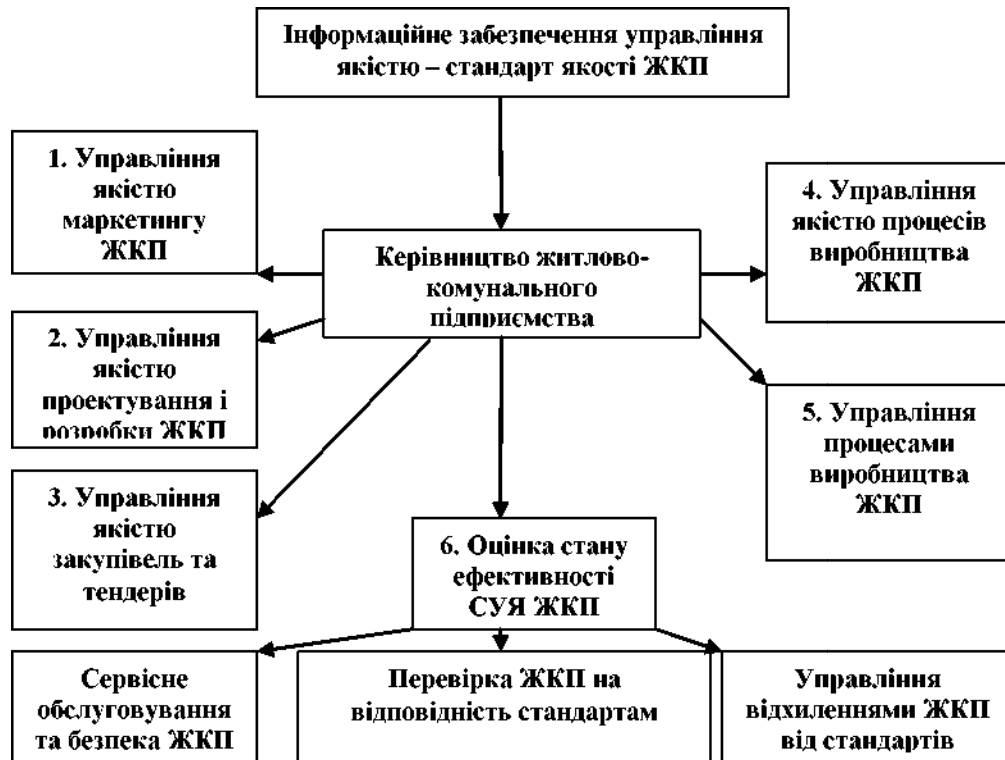 Інформаційне забезпечення управління
якістю – стандарт якості ЖКП
1. Управління
якістю
маркетингу
ЖКП
4. Управління
якістю процесів
виробництва
ЖКП
Керівництво житлово-
комунального
підприємства
2. Управління
якістю
проектування і
розробки ЖКП
5. Управління
процесами
виробництва
ЖКП
3. Управління
якістю
закупівель та
тендерів
6. Оцінка стану
ефективності
СУЯ ЖКП
Сервісне
обслуговування
та безпека ЖКП
Перевірка ЖКП на
відповідність стандартам
Управління
відхиленнями ЖКП
від стандартів